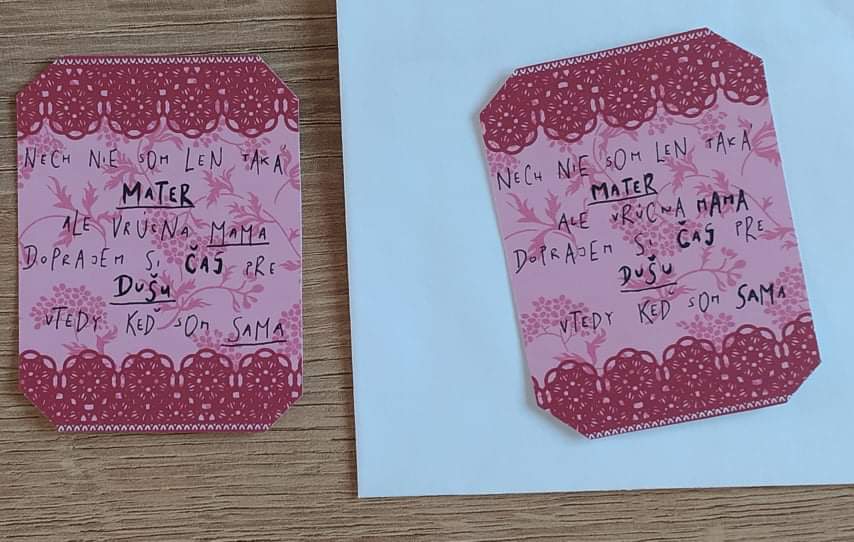 NECH NIE SOM LEN TAKÁ
MATER
ALE VRÚCNA MAMA
DOPRAJEM SI ČAS PRE
DUŠU
VTEDY KEĎ SOM SAMA
NECH NIE SOM LEN TAKÁ
MATER
ALE VRÚCNA MAMA
DOPRAJEM SI ČAS PRE
DUŠU
VTEDY KEĎ SOM SAMA